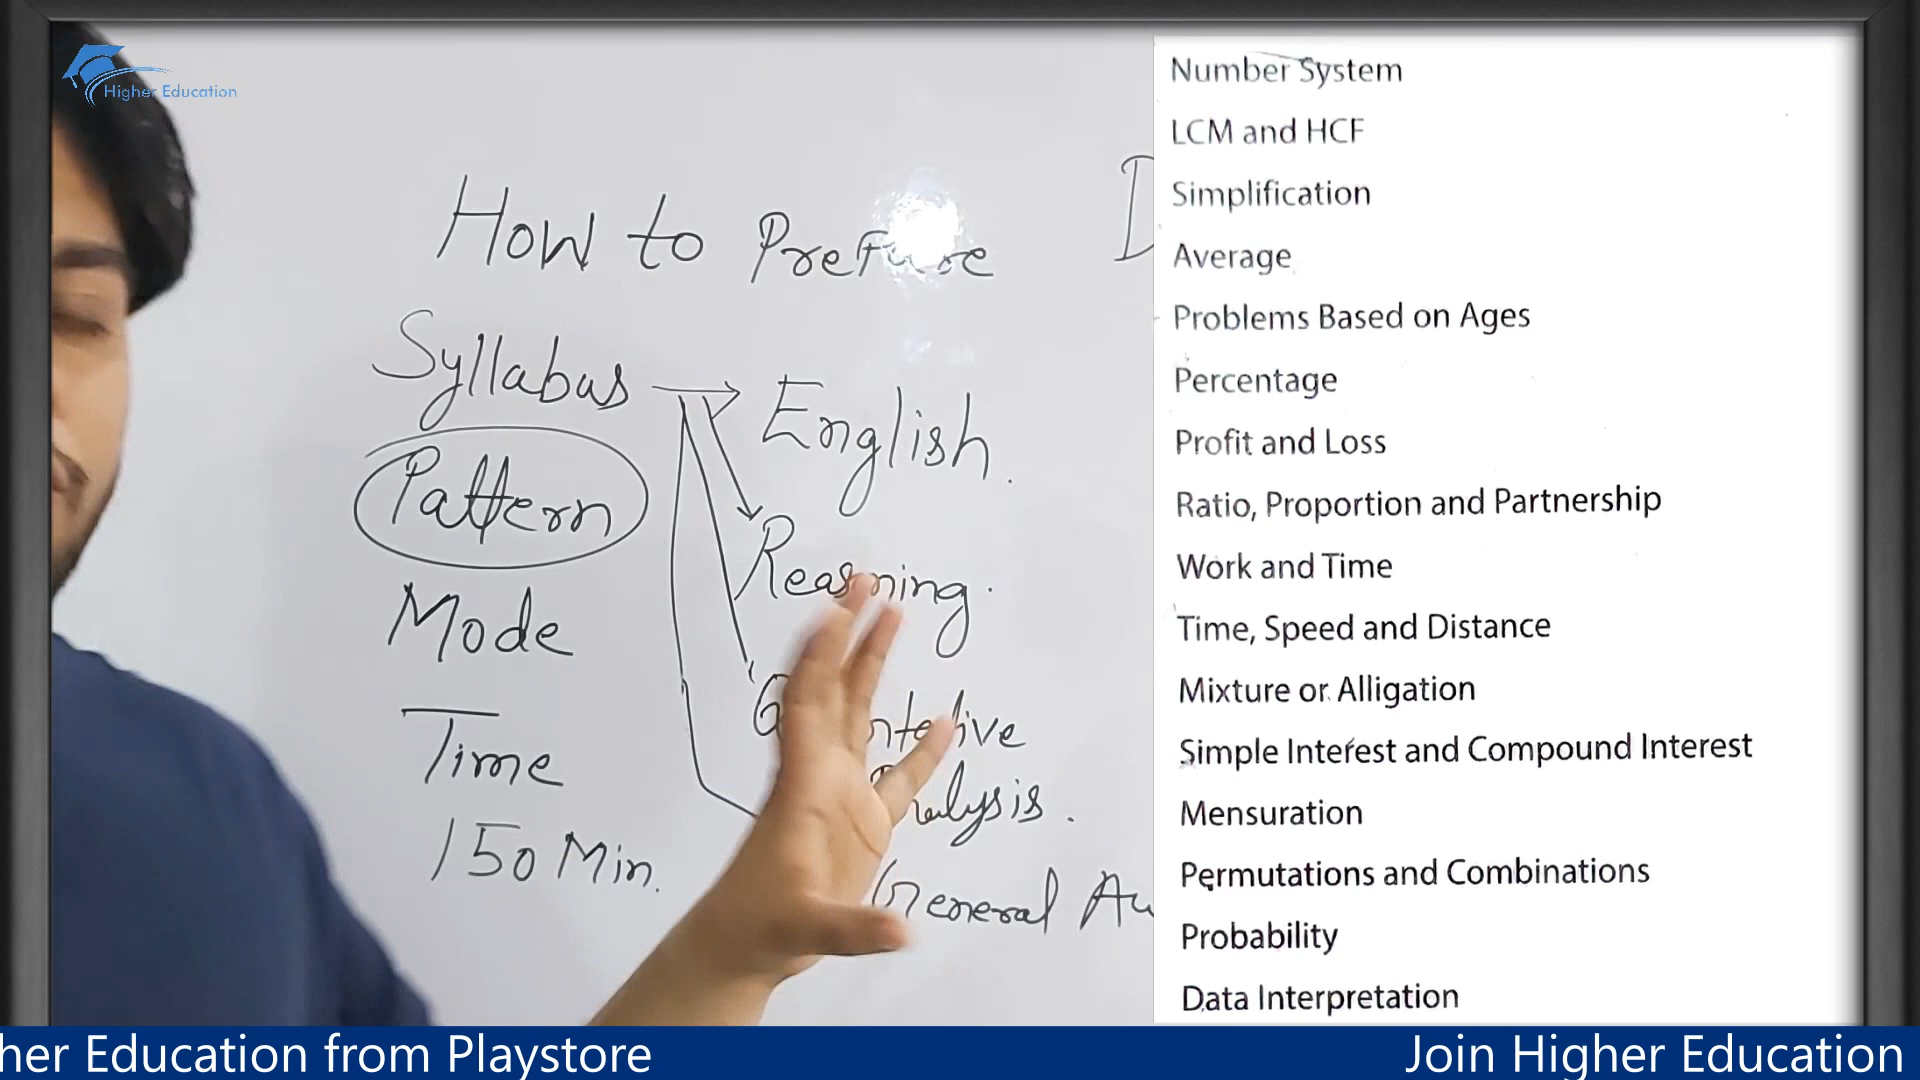 Higher Education
How to
D
Syllabus
English.
Pattern
Reasoning.
Mode
Time
Analysis.
150 Min.
General Aw
Number System
LCM and HCF
Simplification
Average
Problems Based on Ages
Percentage
Profit and Loss
Ratio, Proportion and Partnership
Work and Time
Time, Speed and Distance
Mixture or Alligation
Simple Interest and Compound Interest
Mensuration
Permutations and Combinations
Probability
Data Interpretation
her Education from Playstore
Join Higher Education